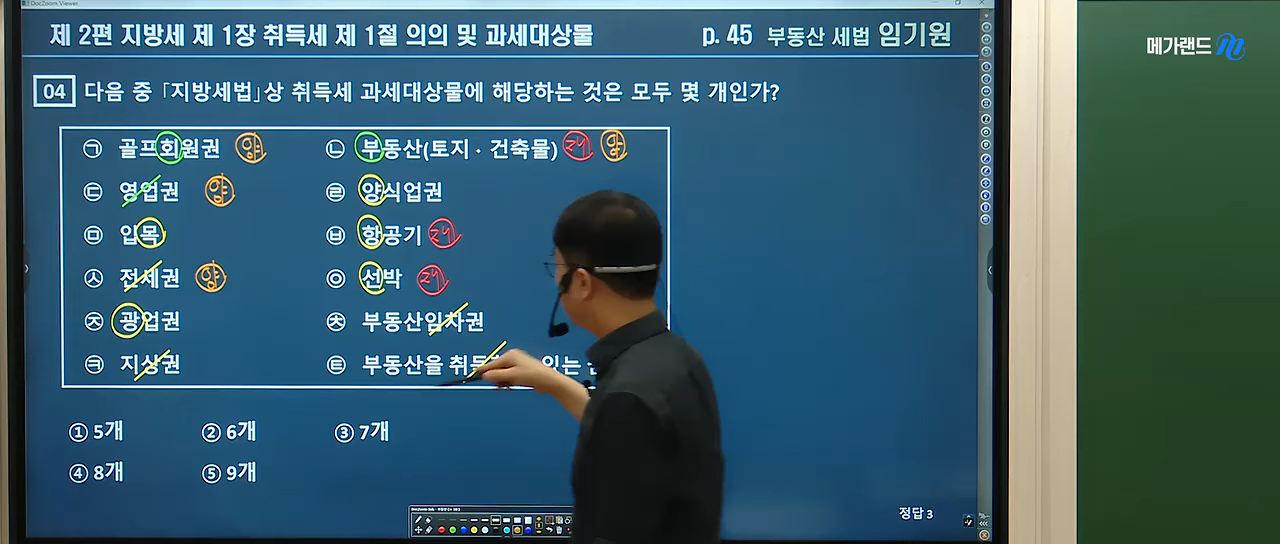 DocZoom Viewer
제 2편 지방세 제 1장 취득세 제 1절 의의 및 과세대상물 p. 45 부동산 세법 임기원
메가랜드
04 다음 중 「지방세법」상 취득세 과세대상물에 해당하는 것은 모두 몇 개인가?
㉠ 골프회원권 양 ㉡ 부동산(토지 · 건축물) 재 양
㉢ 영업권 양 ㉣ 양식업권
㉤ 입목 ㉥ 항공기 재
㉦ 전세권 양 ㉧ 선박 재
㉨ 광업권 ㉩ 부동산임차권
㉪ 지상권 ㉫ 부동산을 취득 있는
① 5개 ② 6개 ③ 7개
④ 8개 ⑤ 9개
정답 3